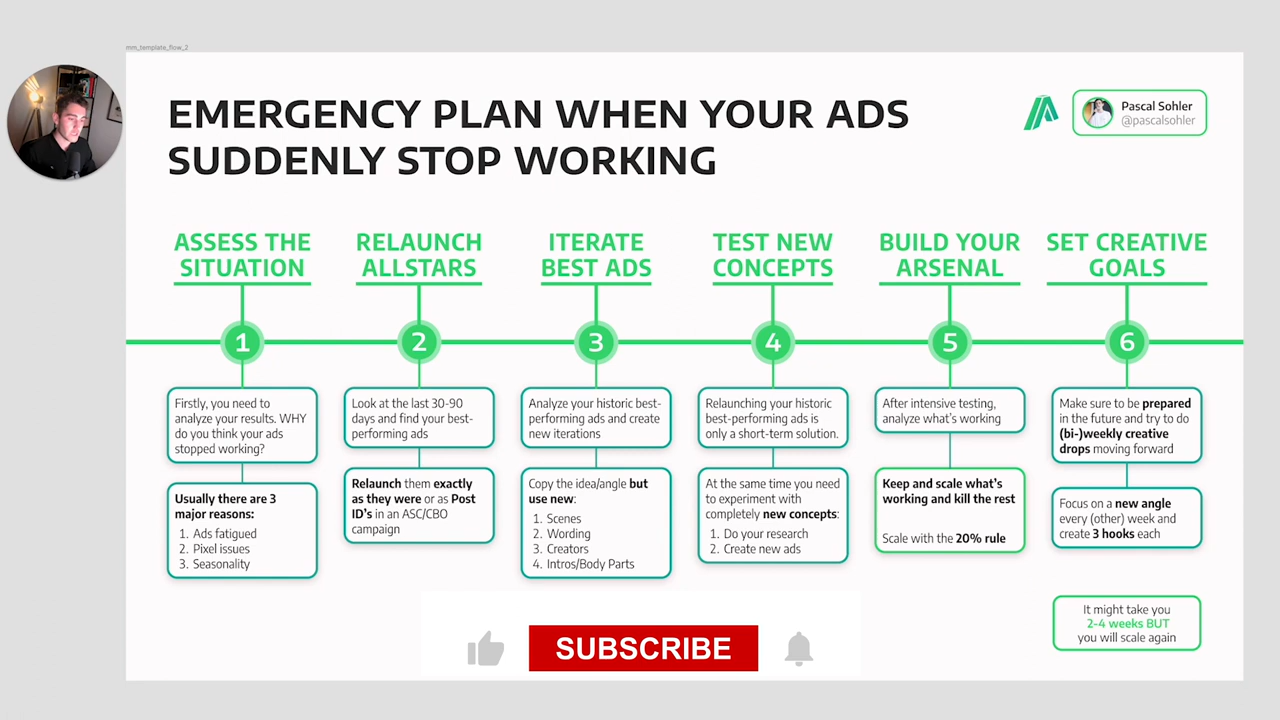 mm_template_flow_2
EMERGENCY PLAN WHEN YOUR ADS
SUDDENLY STOP WORKING
Pascal Sohler
@pascalsohler
ASSESS THE
SITUATION
1
Firstly, you need to
analyze your results. WHY
do you think your ads
stopped working?
Usually there are 3
major reasons:
1. Ads fatigued
2. Pixel issues
3. Seasonality
RELAUNCH
ALLSTARS
2
Look at the last 30-90
days and find your best-
performing ads
Relaunch them exactly
as they were or as Post
ID's in an ASC/CBO
campaign
ITERATE
BEST ADS
3
Analyze your historic best-
performing ads and create
new iterations
Copy the idea/angle but
use new:
1. Scenes
2. Wording
3. Creators
4. Intros/Body Parts
TEST NEW
CONCEPTS
4
Relaunching your historic
best-performing ads is
only a short-term solution.
At the same time you need
to experiment with
completely new concepts:
1. Do your research
2. Create new ads
BUILD YOUR
ARSENAL
5
After intensive testing,
analyze what's working
Keep and scale what's
working and kill the rest
Scale with the 20% rule
SET CREATIVE
GOALS
6
Make sure to be prepared
in the future and try to do
(bi-)weekly creative
drops moving forward
Focus on a new angle
every (other) week and
create 3 hooks each
It might take you
2-4 weeks BUT
you will scale again
SUBSCRIBE